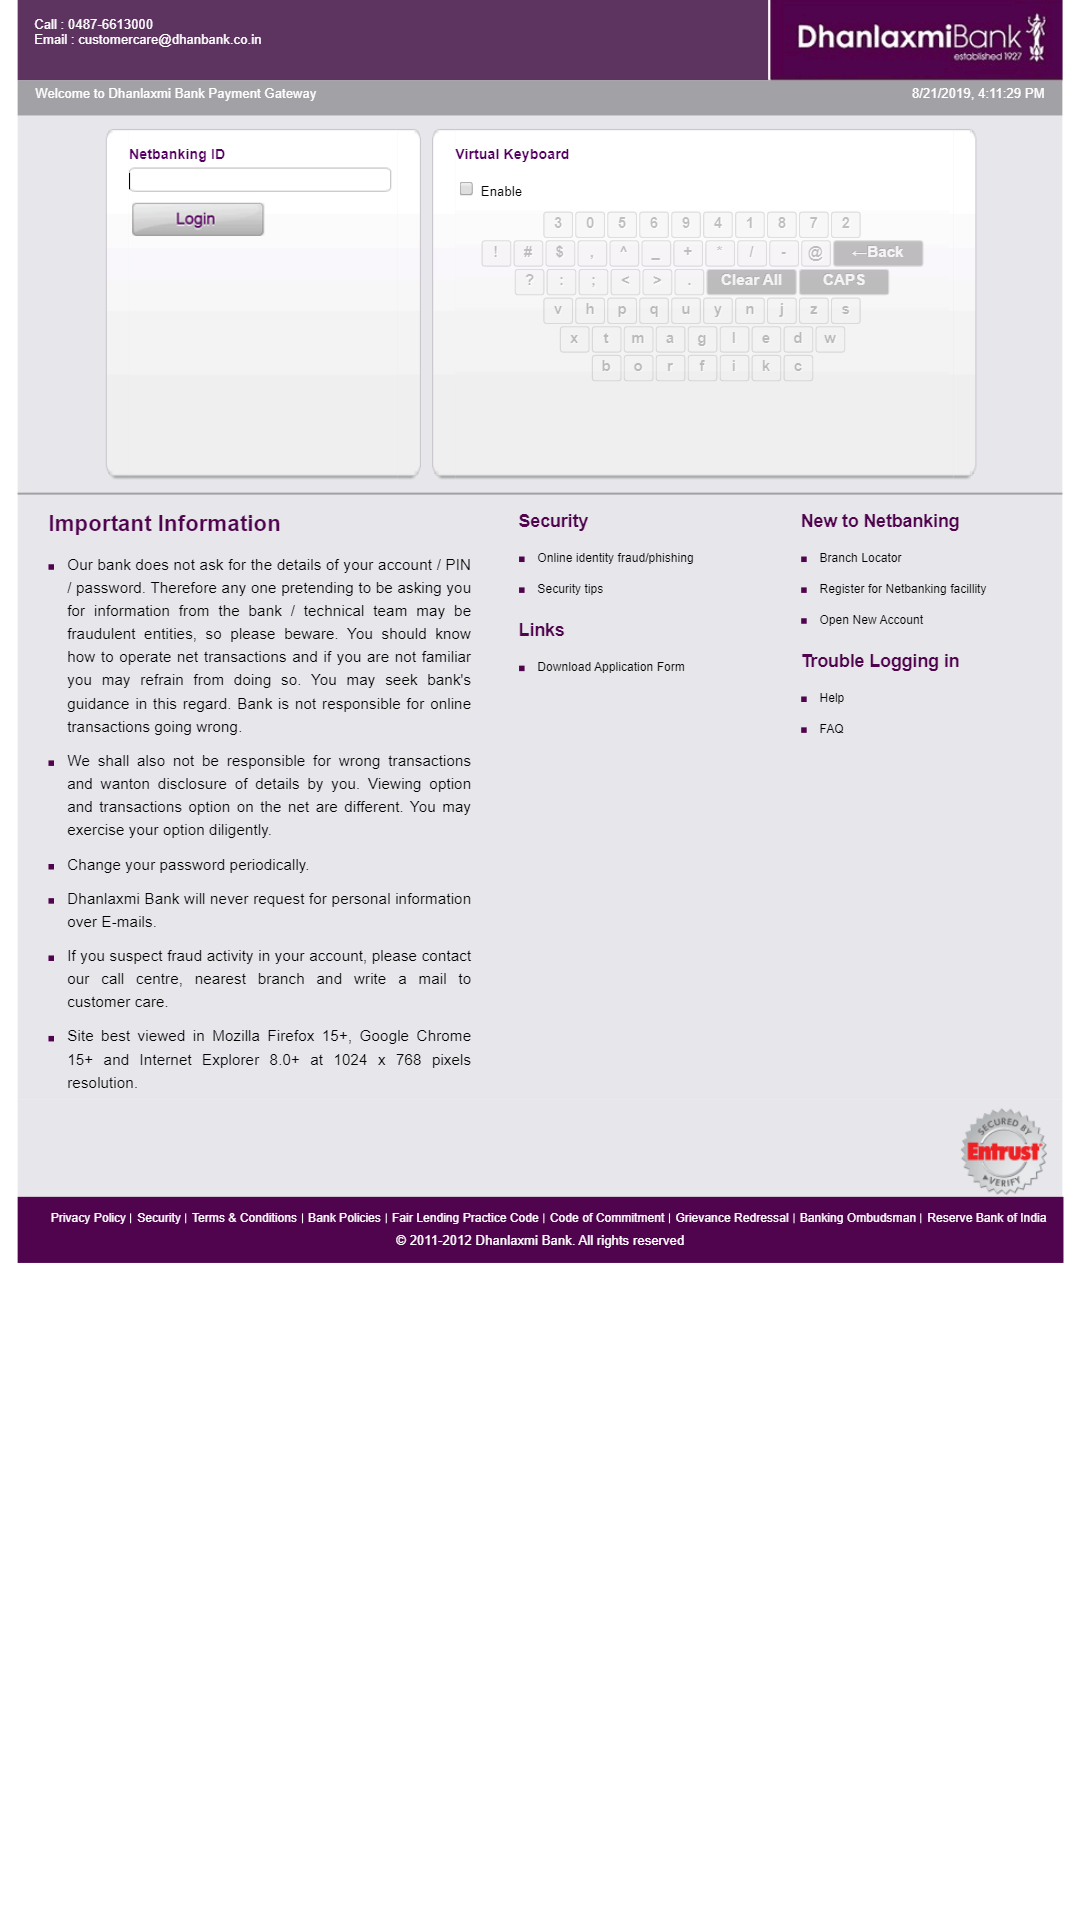 Call : 0487-6613000
Email : customercare@dhanbank.co.in
DhanlaxmiBank
established 1927
Welcome to Dhanlaxmi Bank Payment Gateway
8/21/2019, 4:11:29 PM
Netbanking ID
Login
Virtual Keyboard
Enable
3 0 5 6 9 4 1 8 7 2
! # $ , ^ _ + * / - @ ←Back
? : ; < > . Clear All CAPS
v h p q u y n j z s
x t m a g l e d w
b o r f i k c
Important Information
Our bank does not ask for the details of your account / PIN
/ password. Therefore any one pretending to be asking you
for information from the bank / technical team may be
fraudulent entities, so please beware. You should know
how to operate net transactions and if you are not familiar
you may refrain from doing so. You may seek bank's
guidance in this regard. Bank is not responsible for online
transactions going wrong.
We shall also not be responsible for wrong transactions
and wanton disclosure of details by you. Viewing option
and transactions option on the net are different. You may
exercise your option diligently.
Change your password periodically.
Dhanlaxmi Bank will never request for personal information
over E-mails.
If you suspect fraud activity in your account, please contact
our call centre, nearest branch and write a mail to
customer care.
Site best viewed in Mozilla Firefox 15+, Google Chrome
15+ and Internet Explorer 8.0+ at 1024 x 768 pixels
resolution.
Security
Online identity fraud/phishing
Security tips
Links
Download Application Form
New to Netbanking
Branch Locator
Register for Netbanking facillity
Open New Account
Trouble Logging in
Help
FAQ
SECURED BY
Entrust
VERIFY
Privacy Policy | Security | Terms & Conditions | Bank Policies | Fair Lending Practice Code | Code of Commitment | Grievance Redressal | Banking Ombudsman | Reserve Bank of India
© 2011-2012 Dhanlaxmi Bank. All rights reserved